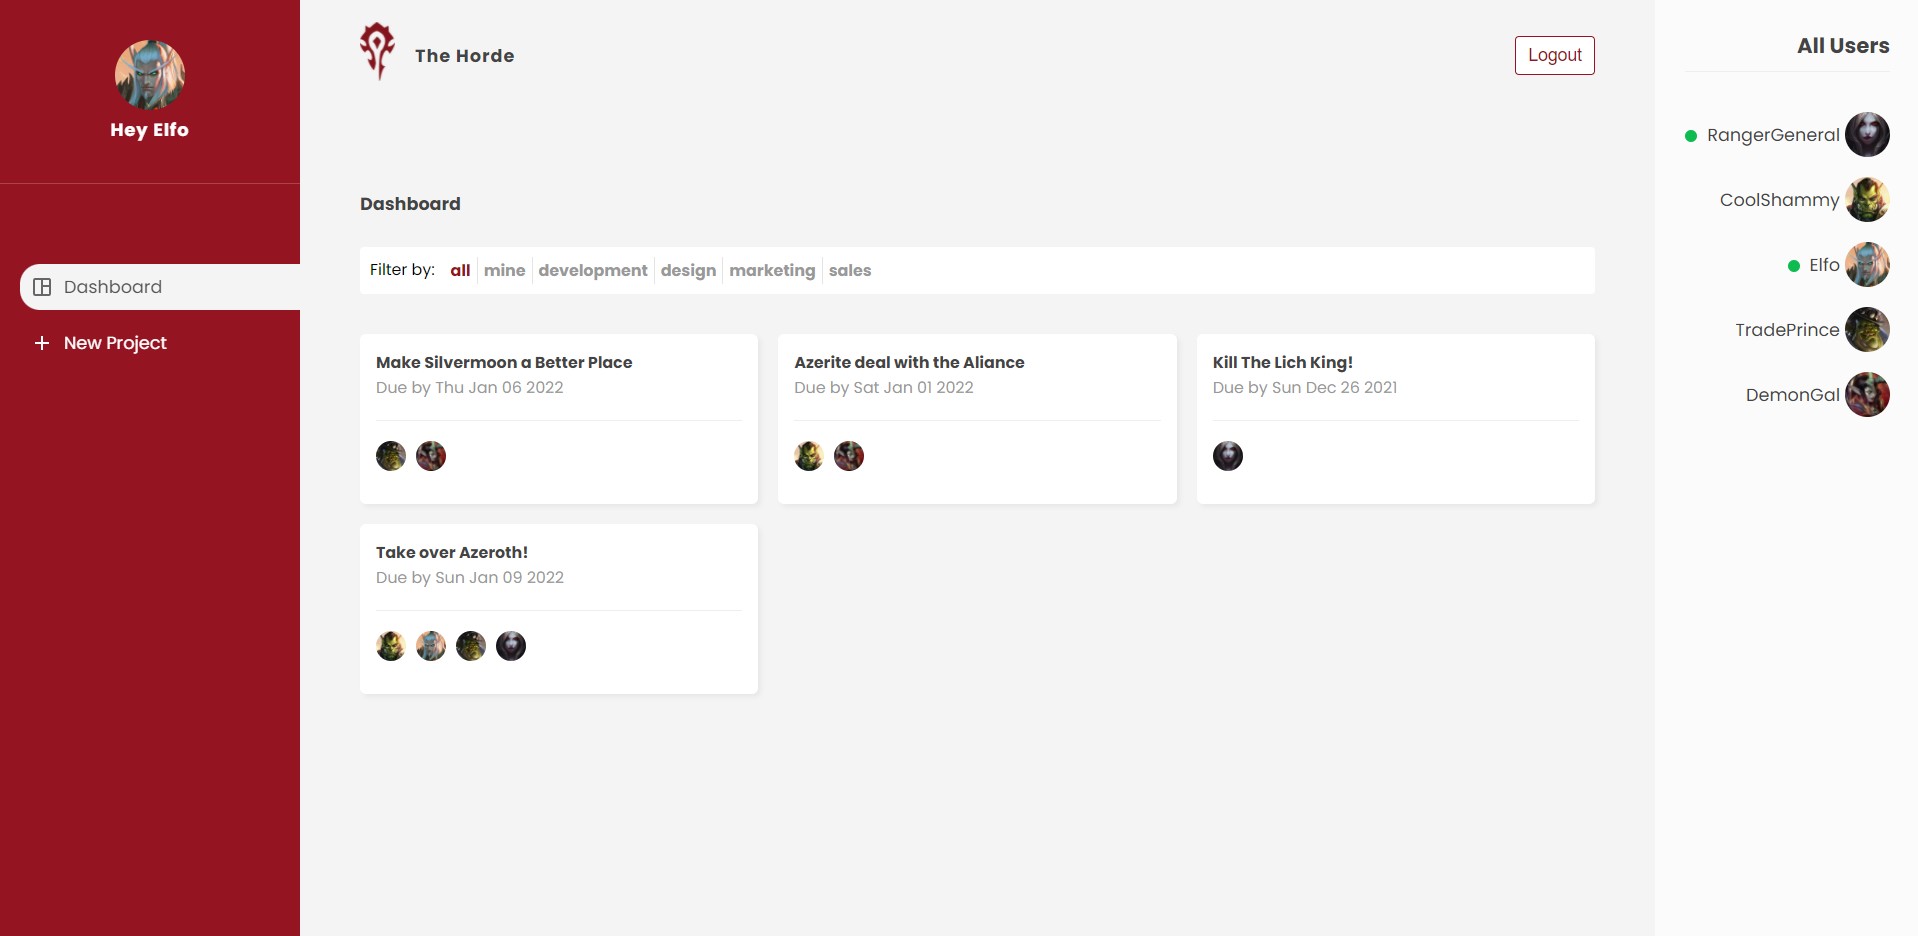 Hey Elfo
Dashboard
New Project
The Horde
Logout
Dashboard
Filter by: all mine development design marketing sales
Make Silvermoon a Better Place
Due by Thu Jan 06 2022
Azerite deal with the Aliance
Due by Sat Jan 01 2022
Kill The Lich King!
Due by Sun Dec 26 2021
Take over Azeroth!
Due by Sun Jan 09 2022
All Users
RangerGeneral
CoolShammy
Elfo
TradePrince
DemonGal